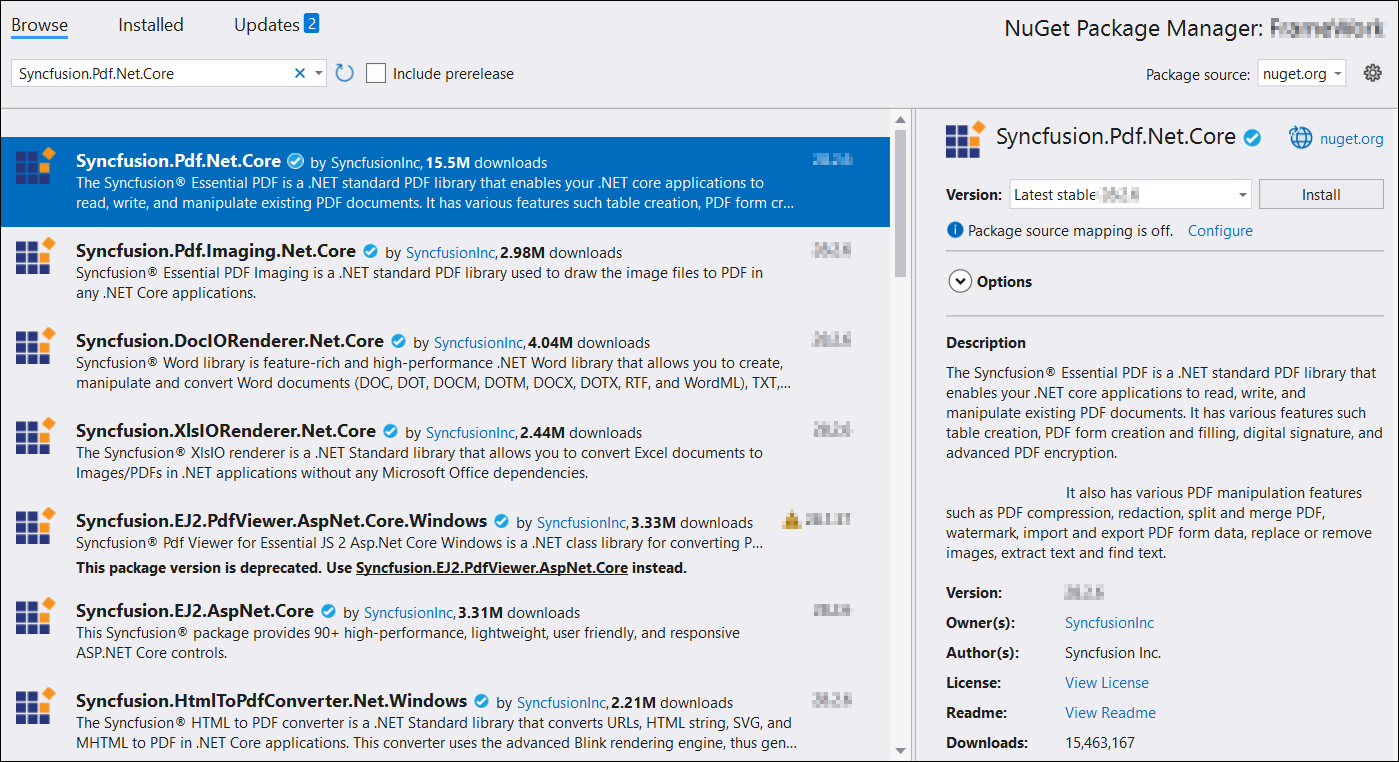 Browse Installed Updates 2
NuGet Package Manager:
Syncfusion.Pdf.Net.Core
Include prerelease
Package source: nuget.org
Syncfusion.Pdf.Net.Core by SyncfusionInc, 15.5M downloads
The Syncfusion® Essential PDF is a .NET standard PDF library that enables your .NET core applications to
read, write, and manipulate existing PDF documents. It has various features such table creation, PDF form cr...
Syncfusion.Pdf.Imaging.Net.Core by SyncfusionInc, 2.98M downloads
Syncfusion® Essential PDF Imaging is a .NET standard PDF library used to draw the image files to PDF in
any .NET Core applications.
Syncfusion.DocIORenderer.Net.Core by SyncfusionInc, 4.04M downloads
Syncfusion® Word library is feature-rich and high-performance .NET Word library that allows you to create,
manipulate and convert Word documents (DOC, DOT, DOCM, DOTM, DOCX, DOTX, RTF, and WordML), TXT,...
Syncfusion.XlsIORenderer.Net.Core by SyncfusionInc, 2.44M downloads
The Syncfusion® XlsIO renderer is a .NET Standard library that allows you to convert Excel documents to
Images/PDFs in .NET applications without any Microsoft Office dependencies.
Syncfusion.EJ2.PdfViewer.AspNet.Core.Windows by SyncfusionInc, 3.33M downloads
Syncfusion® Pdf Viewer for Essential JS 2 Asp.Net Core Windows is a .NET class library for converting P...
This package version is deprecated. Use Syncfusion.EJ2.PdfViewer.AspNet.Core instead.
Syncfusion.EJ2.AspNet.Core by SyncfusionInc, 3.31M downloads
This Syncfusion® package provides 90+ high-performance, lightweight, user friendly, and responsive
ASP.NET Core controls.
Syncfusion.HtmlToPdfConverter.Net.Windows by SyncfusionInc, 2.21M downloads
The Syncfusion® HTML to PDF converter is a .NET Standard library that converts URLs, HTML string, SVG, and
MHTML to PDF in .NET Core applications. This converter uses the advanced Blink rendering engine, thus gen...
Syncfusion.Pdf.Net.Core nuget.org
Version: Latest stable Install
Package source mapping is off. Configure
Options
Description
The Syncfusion® Essential PDF is a .NET standard PDF library that
enables your .NET core applications to read, write, and
manipulate existing PDF documents. It has various features such
table creation, PDF form creation and filling, digital signature, and
advanced PDF encryption.
It also has various PDF manipulation features
such as PDF compression, redaction, split and merge PDF,
watermark, import and export PDF form data, replace or remove
images, extract text and find text.
Version:
Owner(s): SyncfusionInc
Author(s): Syncfusion Inc.
License: View License
Readme: View Readme
Downloads: 15,463,167